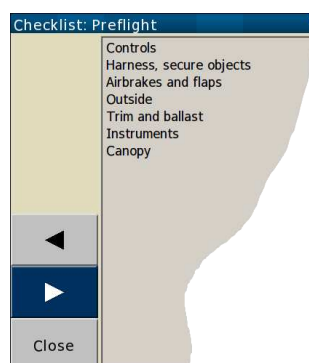 Checklist: Preflight
Controls
Harness, secure objects
Airbrakes and flaps
Outside
Trim and ballast
Instruments
Canopy
Close